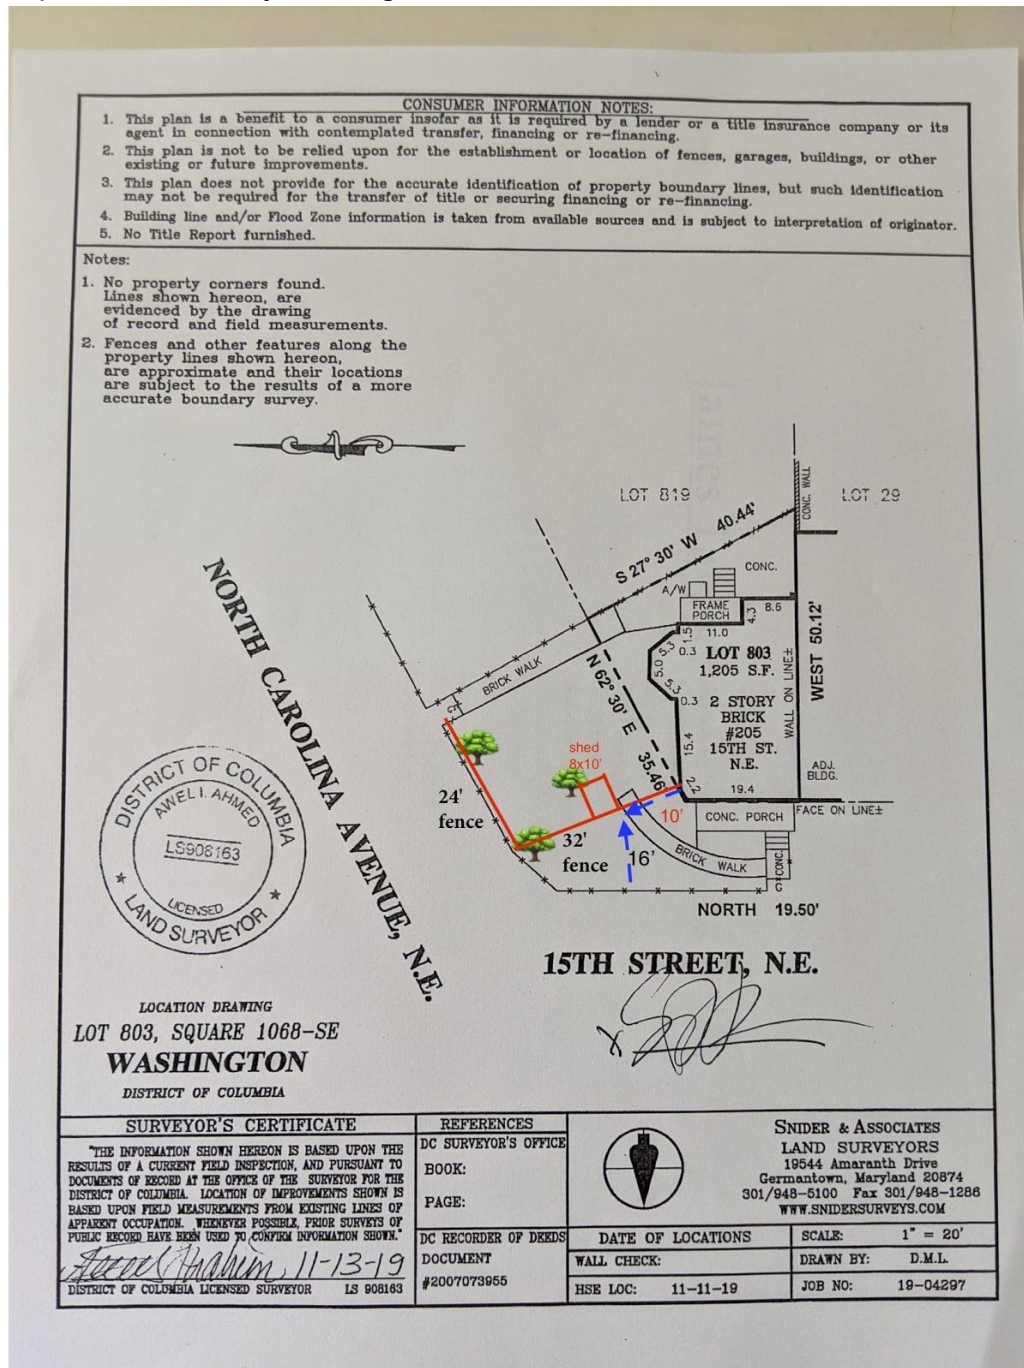 CONSUMER INFORMATION NOTES:
1. This plan is a benefit to a consumer insofar as it is required by a lender or a title insurance company or its
agent in connection with contemplated transfer, financing or re-financing.
2. This plan is not to be relied upon for the establishment or location of fences, garages, buildings, or other
existing or future improvements.
3. This plan does not provide for the accurate identification of property boundary lines, but such identification
may not be required for the transfer of title or securing financing or re-financing.
4. Building line and/or Flood Zone information is taken from available sources and is subject to interpretation of originator.
5. No Title Report furnished.
Notes:
1. No property corners found.
Lines shown hereon, are
evidenced by the drawing
of record and field measurements.
2. Fences and other features along the
property lines shown hereon,
are approximate and their locations
are subject to the results of a more
accurate boundary survey.
LOT 819
LOT 29
CONC. WALL
S 27° 30' W 40.44'
CONC.
A/W
FRAME
PORCH
4.3
8.6
1.5
11.0
5.3
0.3
5.0
5.3
0.3
LOT 803
1,205 S.F.
2 STORY
BRICK
#205
15TH ST.
N.E.
WALL ON LINE±
WEST 50.12'
BRICK WALK
N 62° 30' E 35.46'
15.4
2.2
19.4
ADJ.
BLDG.
NORTH CAROLINA AVENUE, N.E.
G
shed
8x10'
24'
fence
32'
fence
10'
16'
CONC. PORCH
FACE ON LINE±
BRICK WALK
CONC.
G
NORTH 19.50'
15TH STREET, N.E.
DISTRICT OF COLUMBIA
AWEL I. AHMED
LS908163
LICENSED
LAND SURVEYOR
LOCATION DRAWING
LOT 803, SQUARE 1068-SE
WASHINGTON
DISTRICT OF COLUMBIA
SURVEYOR'S CERTIFICATE
"THE INFORMATION SHOWN HEREON IS BASED UPON THE
RESULTS OF A CURRENT FIELD INSPECTION, AND PURSUANT TO
DOCUMENTS OF RECORD AT THE OFFICE OF THE SURVEYOR FOR THE
DISTRICT OF COLUMBIA. LOCATION OF IMPROVEMENTS SHOWN IS
BASED UPON FIELD MEASUREMENTS FROM EXISTING LINES OF
APPARENT OCCUPATION. WHENEVER POSSIBLE, PRIOR SURVEYS OF
PUBLIC RECORD HAVE BEEN USED TO CONFIRM INFORMATION SHOWN."
11-13-19
DISTRICT OF COLUMBIA LICENSED SURVEYOR LS 908163
REFERENCES
DC SURVEYOR'S OFFICE
BOOK:
PAGE:
DC RECORDER OF DEEDS
DOCUMENT
#2007073955
SNIDER & ASSOCIATES
LAND SURVEYORS
19544 Amaranth Drive
Germantown, Maryland 20874
301/948-5100 Fax 301/948-1286
WWW.SNIDERSURVEYS.COM
DATE OF LOCATIONS
WALL CHECK:
HSE LOC: 11-11-19
SCALE: 1" = 20'
DRAWN BY: D.M.L.
JOB NO: 19-04297